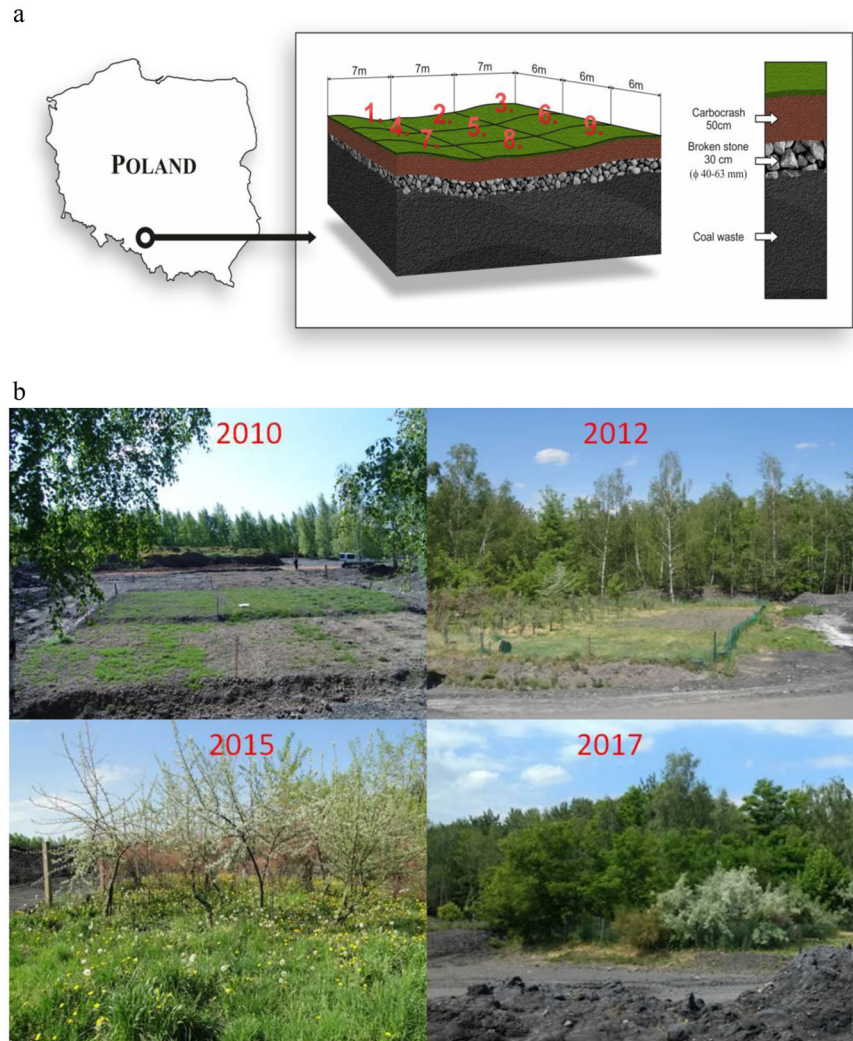 a
7m 7m 7m 6m 6m 6m
1. 2. 3.
4. 5. 6.
7. 8. 9.
POLAND
Carbocrash
50cm
Broken stone
30 cm
(ϕ 40-63 mm)
Coal waste
b
2010
2012
2015
2017